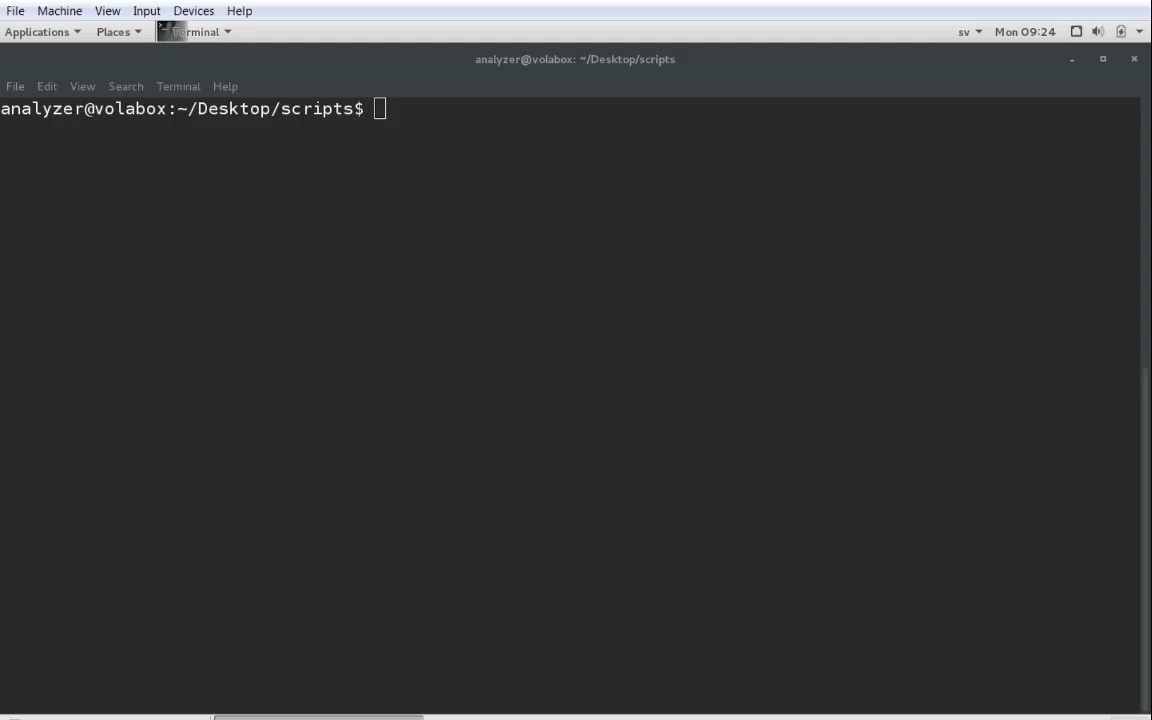 File Machine View Input Devices Help
Applications Places Terminal sv Mon 09:24
analyzer@volabox: ~/Desktop/scripts
File Edit View Search Terminal Help
analyzer@volabox:~/Desktop/scripts$